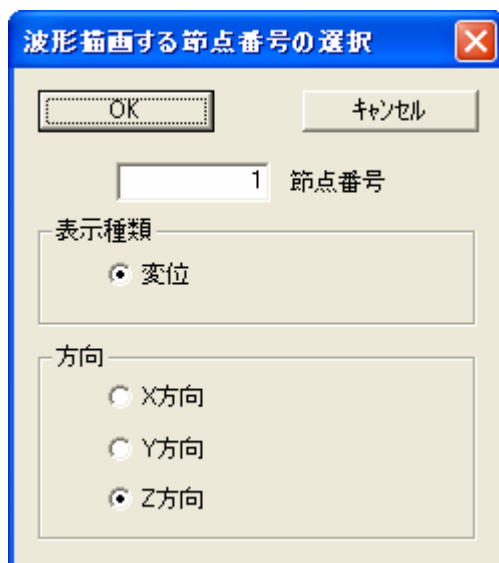 波形描画する節点番号の選択
OK
キャンセル
1 節点番号
表示種類
変位
方向
X方向
Y方向
Z方向